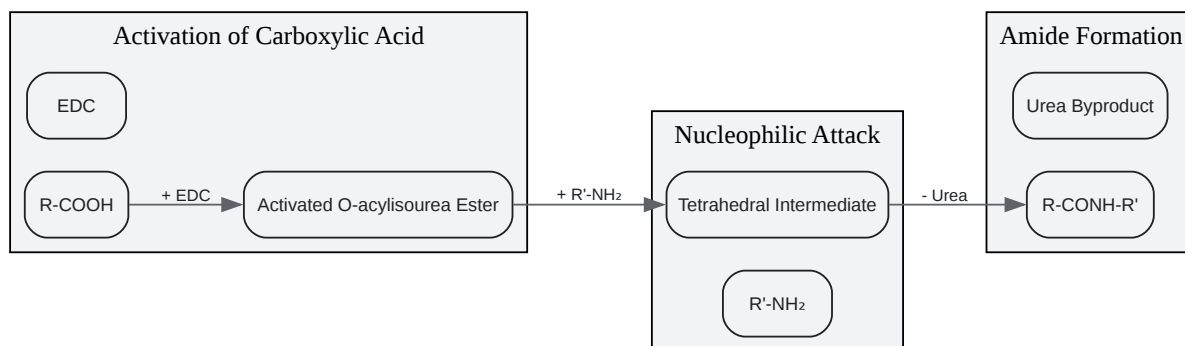 Activation of Carboxylic Acid
EDC
R-COOH
+ EDC
Activated O-acylisourea Ester
+ R'-NH₂
Nucleophilic Attack
Tetrahedral Intermediate
R'-NH₂
- Urea
Amide Formation
Urea Byproduct
R-CONH-R'